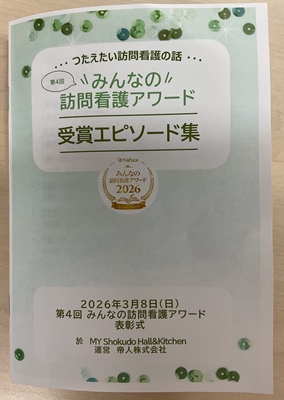 つたえたい訪問看護の話
第4回
みんなの
訪問看護アワード
受賞エピソード集
みんなの
訪問看護アワード
2026
2026年3月8日(日)
第4回 みんなの訪問看護アワード
表彰式
於 MY Shokudo Hall&Kitchen
運営 帝人株式会社